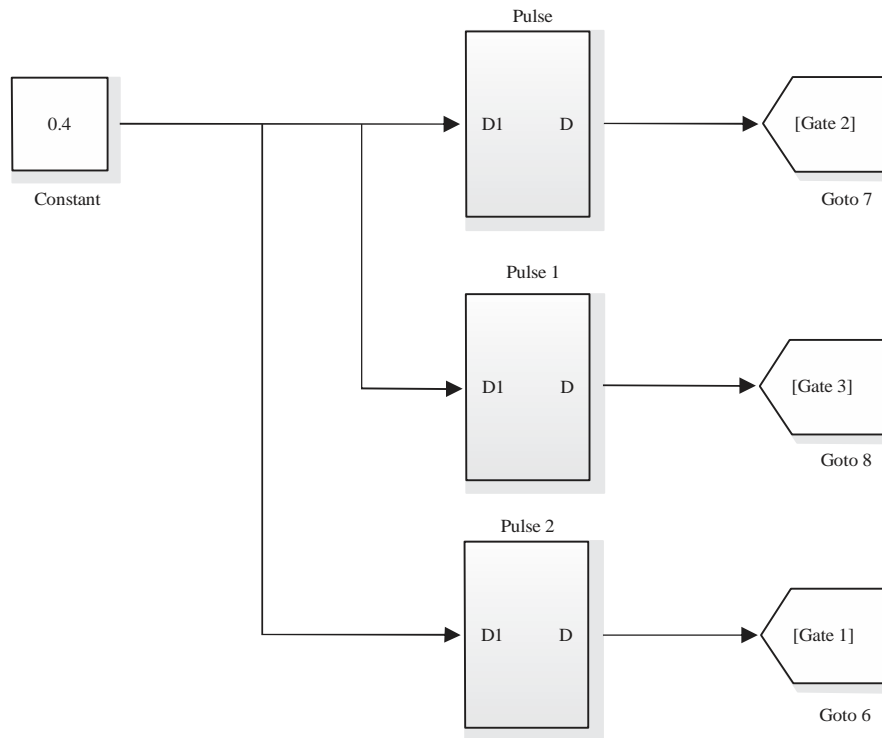 Pulse
0.4
D1 D
[Gate 2]
Constant
Goto 7
Pulse 1
D1 D
[Gate 3]
Goto 8
Pulse 2
D1 D
[Gate 1]
Goto 6